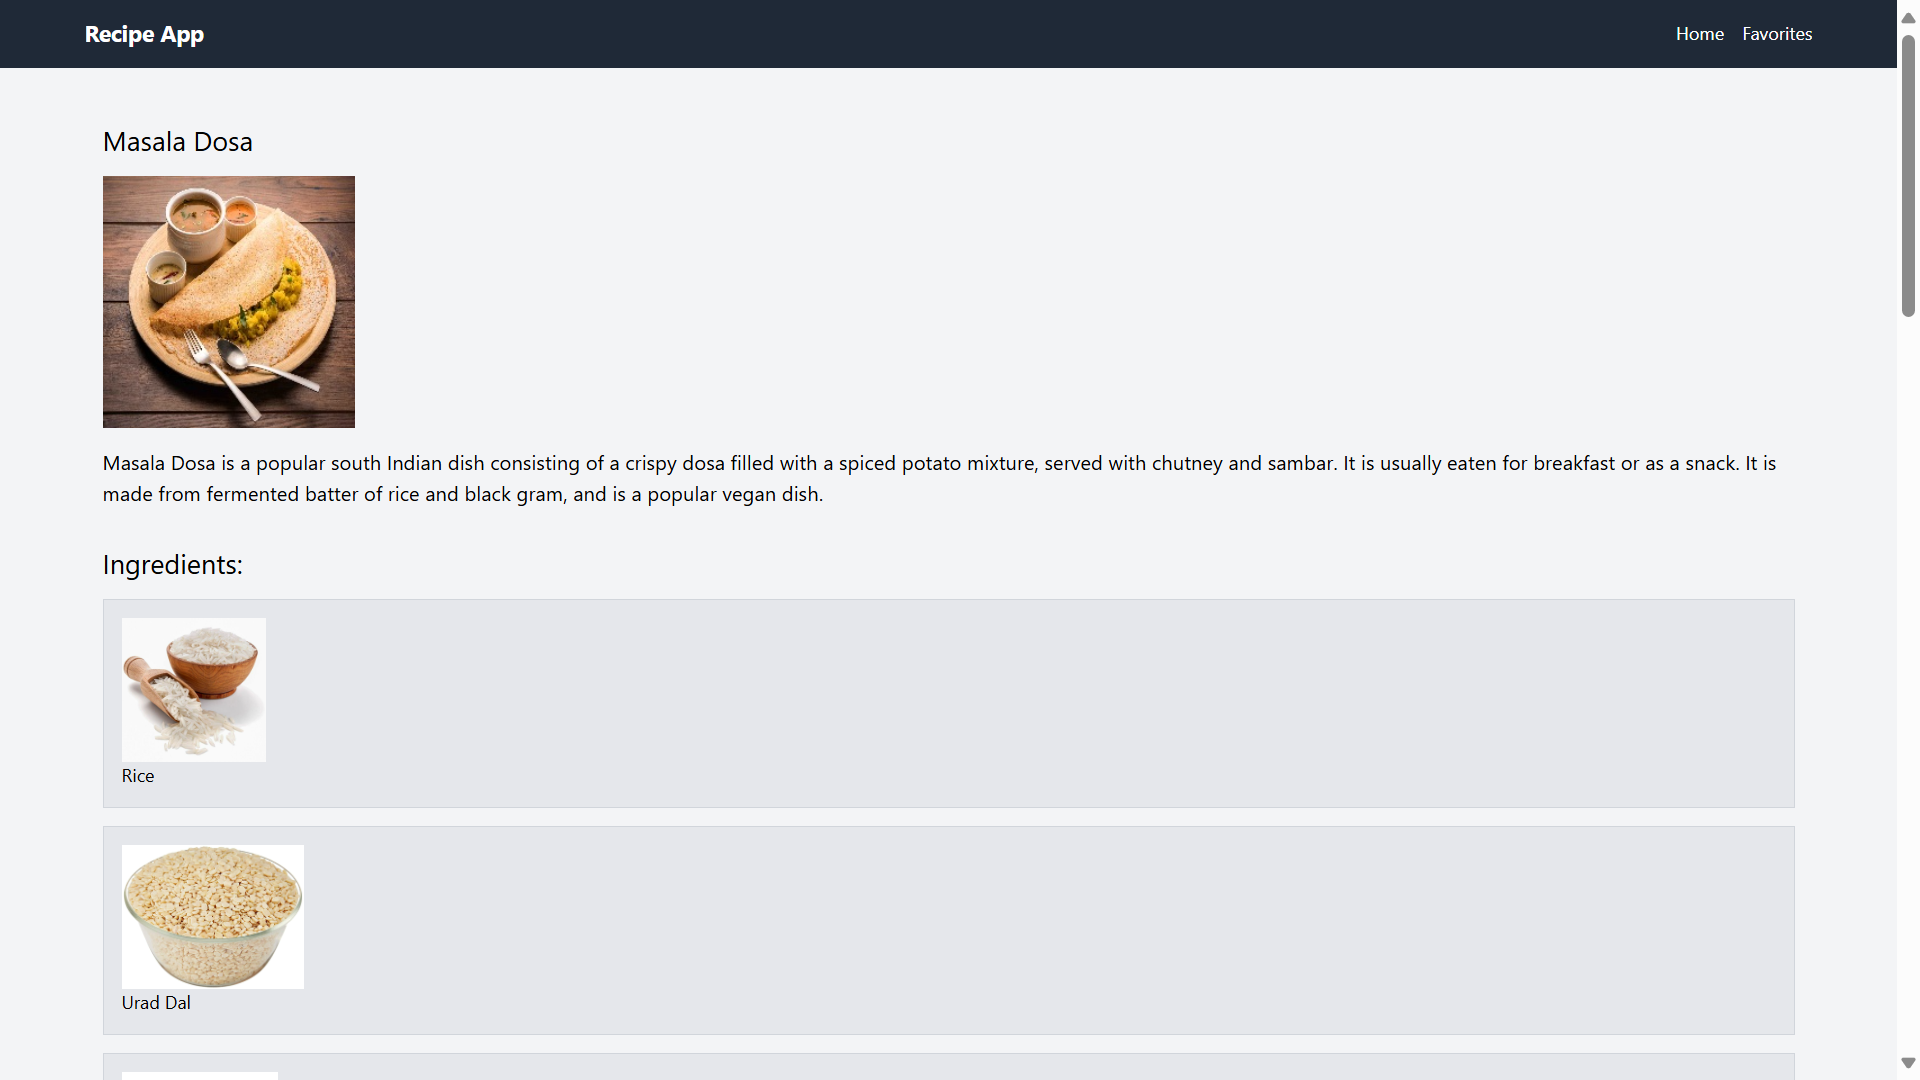 Recipe App
Home Favorites
Masala Dosa
Masala Dosa is a popular south Indian dish consisting of a crispy dosa filled with a spiced potato mixture, served with chutney and sambar. It is usually eaten for breakfast or as a snack. It is
made from fermented batter of rice and black gram, and is a popular vegan dish.
Ingredients:
Rice
Urad Dal